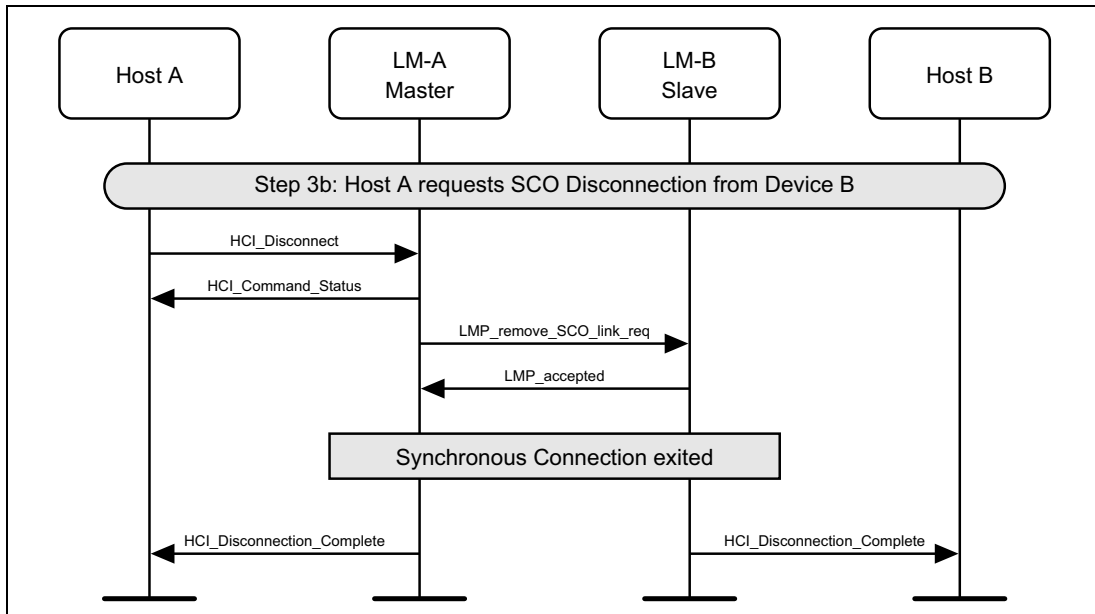 Host A
LM-A
Master
LM-B
Slave
Host B
Step 3b: Host A requests SCO Disconnection from Device B
HCI_Disconnect
HCI_Command_Status
LMP_remove_SCO_link_req
LMP_accepted
Synchronous Connection exited
HCI_Disconnection_Complete
HCI_Disconnection_Complete